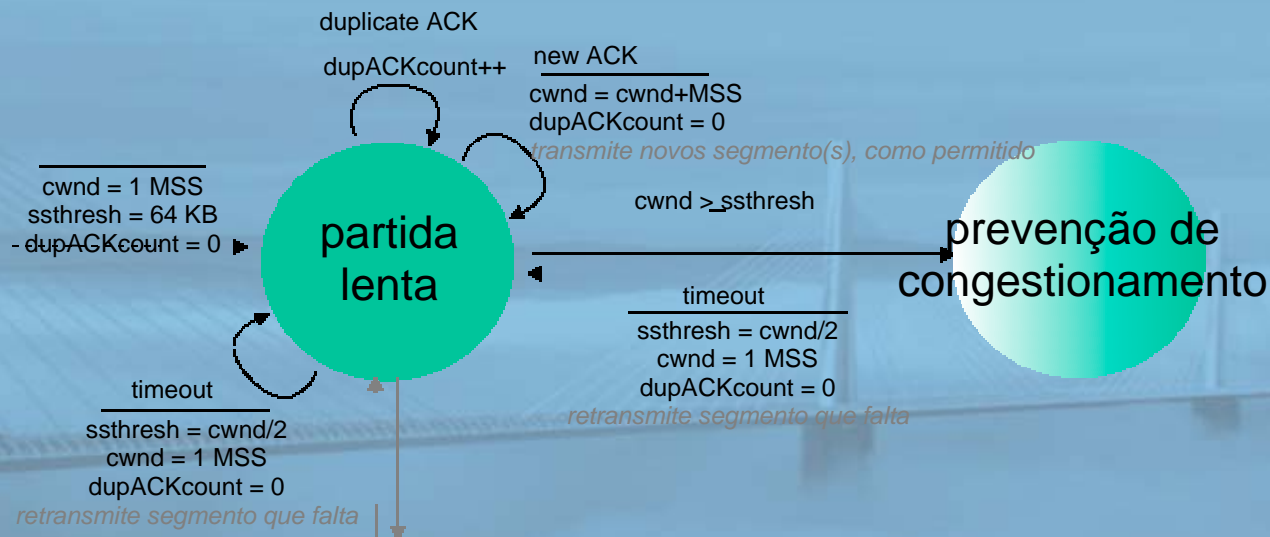 duplicate ACK
dupACKcount++
new ACK
cwnd = cwnd+MSS
dupACKcount = 0
transmite novos segmento(s), como permitido
cwnd = 1 MSS
ssthresh = 64 KB
dupACKcount = 0
partida
lenta
cwnd > ssthresh
prevenção de
congestionamento
timeout
ssthresh = cwnd/2
cwnd = 1 MSS
dupACKcount = 0
retransmite segmento que falta
timeout
ssthresh = cwnd/2
cwnd = 1 MSS
dupACKcount = 0
retransmite segmento que falta